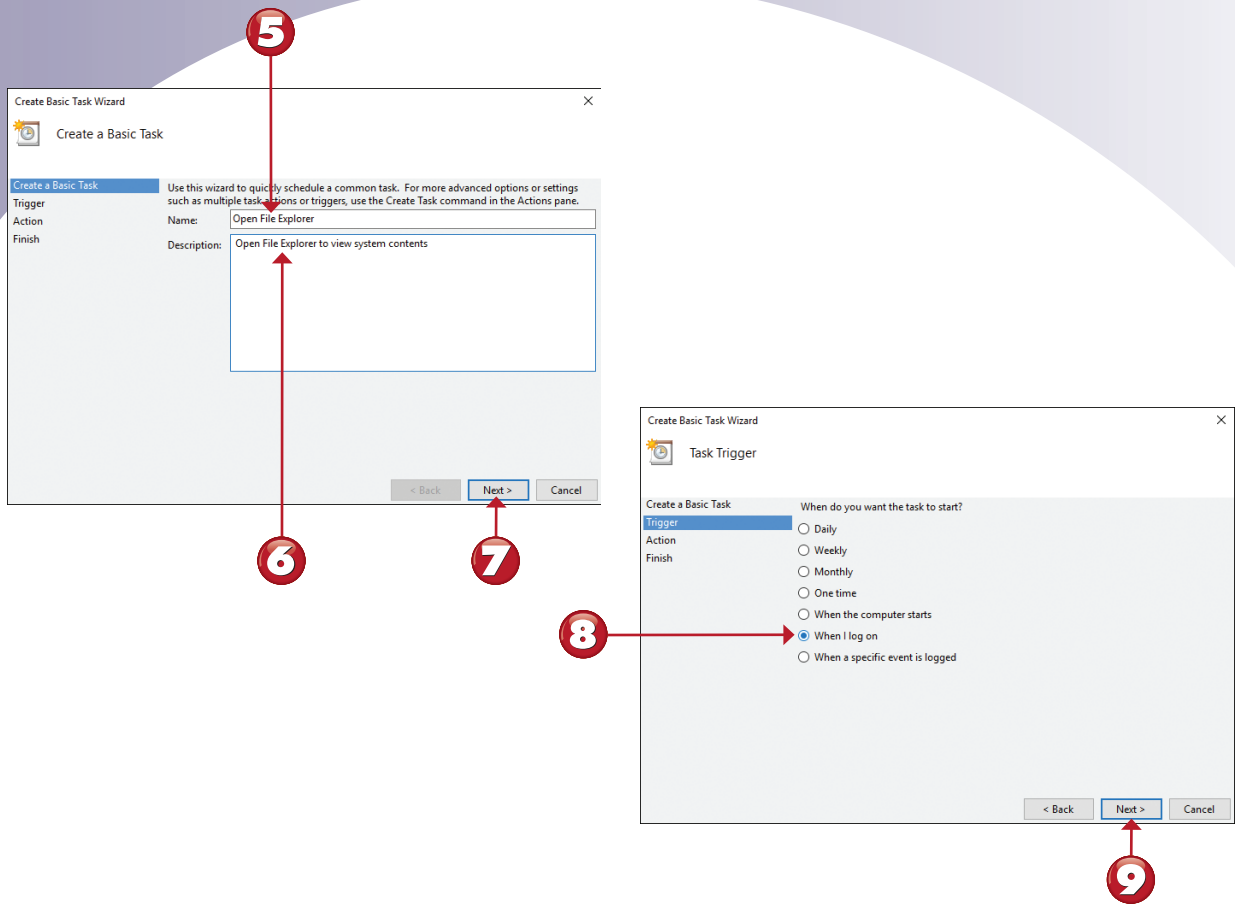 5
Create Basic Task Wizard
Create a Basic Task
Create a Basic Task
Trigger
Action
Finish
Use this wizard to quickly schedule a common task. For more advanced options or settings
such as multiple task actions or triggers, use the Create Task command in the Actions pane.
Name: Open File Explorer
Description: Open File Explorer to view system contents
< Back Next > Cancel
6
7
Create Basic Task Wizard
Task Trigger
Create a Basic Task
Trigger
Action
Finish
When do you want the task to start?
Daily
Weekly
Monthly
One time
When the computer starts
When I log on
When a specific event is logged
8
< Back Next > Cancel
9